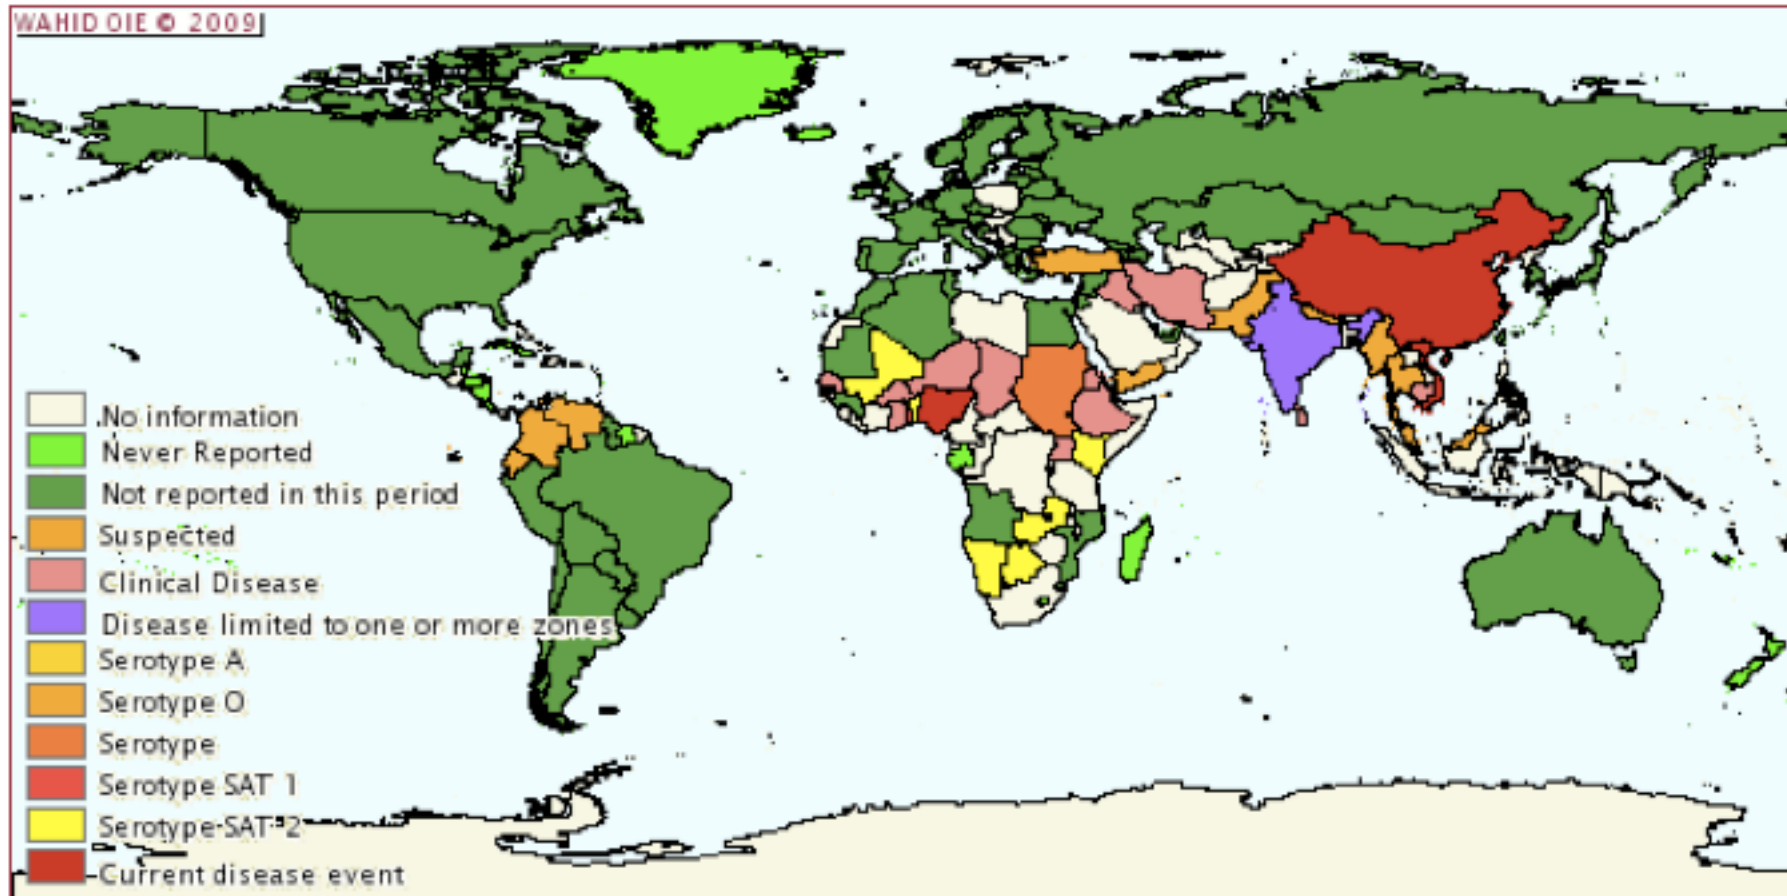 WAHID OIE © 2009
No information
Never Reported
Not reported in this period
Suspected
Clinical Disease
Disease limited to one or more zones
Serotype A
Serotype O
Serotype
Serotype SAT 1
Serotype SAT 2
Current disease event